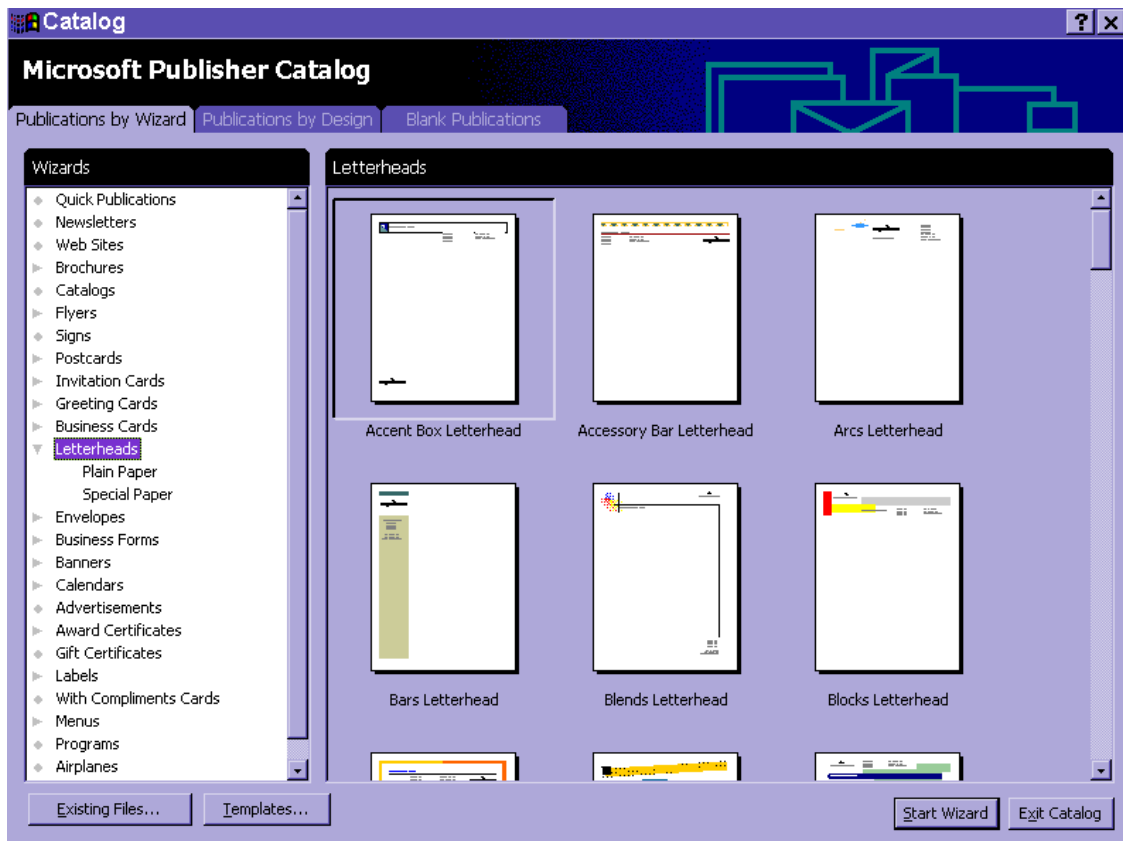 Catalog
Microsoft Publisher Catalog
Publications by Wizard Publications by Design Blank Publications
Wizards
Quick Publications
Newsletters
Web Sites
Brochures
Catalogs
Flyers
Signs
Postcards
Invitation Cards
Greeting Cards
Business Cards
Letterheads
Plain Paper
Special Paper
Envelopes
Business Forms
Banners
Calendars
Advertisements
Award Certificates
Gift Certificates
Labels
With Compliments Cards
Menus
Programs
Airplanes
Letterheads
Accent Box Letterhead Accessory Bar Letterhead Arcs Letterhead
Bars Letterhead Blends Letterhead Blocks Letterhead
Existing Files... Templates... Start Wizard Exit Catalog